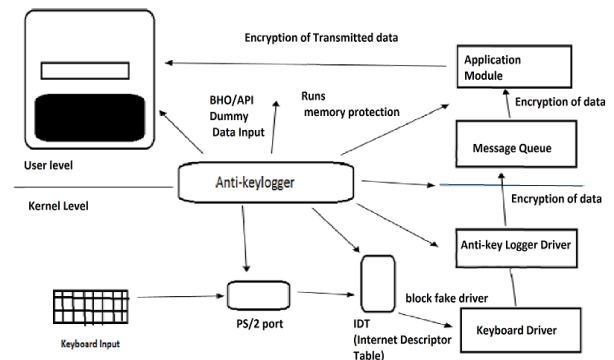 Encryption of Transmitted data
Application
Module
BHO/API
Dummy
Data Input
Runs
memory protection
Encryption of data
Message Queue
User level
Anti-keylogger
Encryption of data
Kernel Level
Anti-key Logger Driver
block fake driver
PS/2 port
IDT
(Internet Descriptor
Table)
Keyboard Driver
Keyboard Input